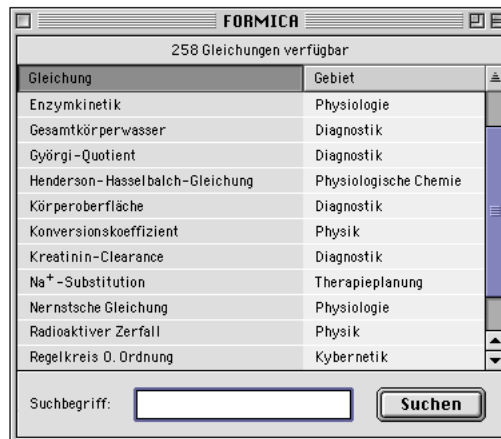 FORMICA
258 Gleichungen verfügbar
Gleichung Gebiet
Enzymkinetik Physiologie
Gesamtkörperwasser Diagnostik
Györgi-Quotient Diagnostik
Henderson-Hasselbalch-Gleichung Physiologische Chemie
Körperoberfläche Diagnostik
Konversionskoeffizient Physik
Kreatinin-Clearance Diagnostik
Na⁺-Substitution Therapieplanung
Nernstsche Gleichung Physiologie
Radioaktiver Zerfall Physik
Regelkreis 0. Ordnung Kybernetik
Suchbegriff: Suchen